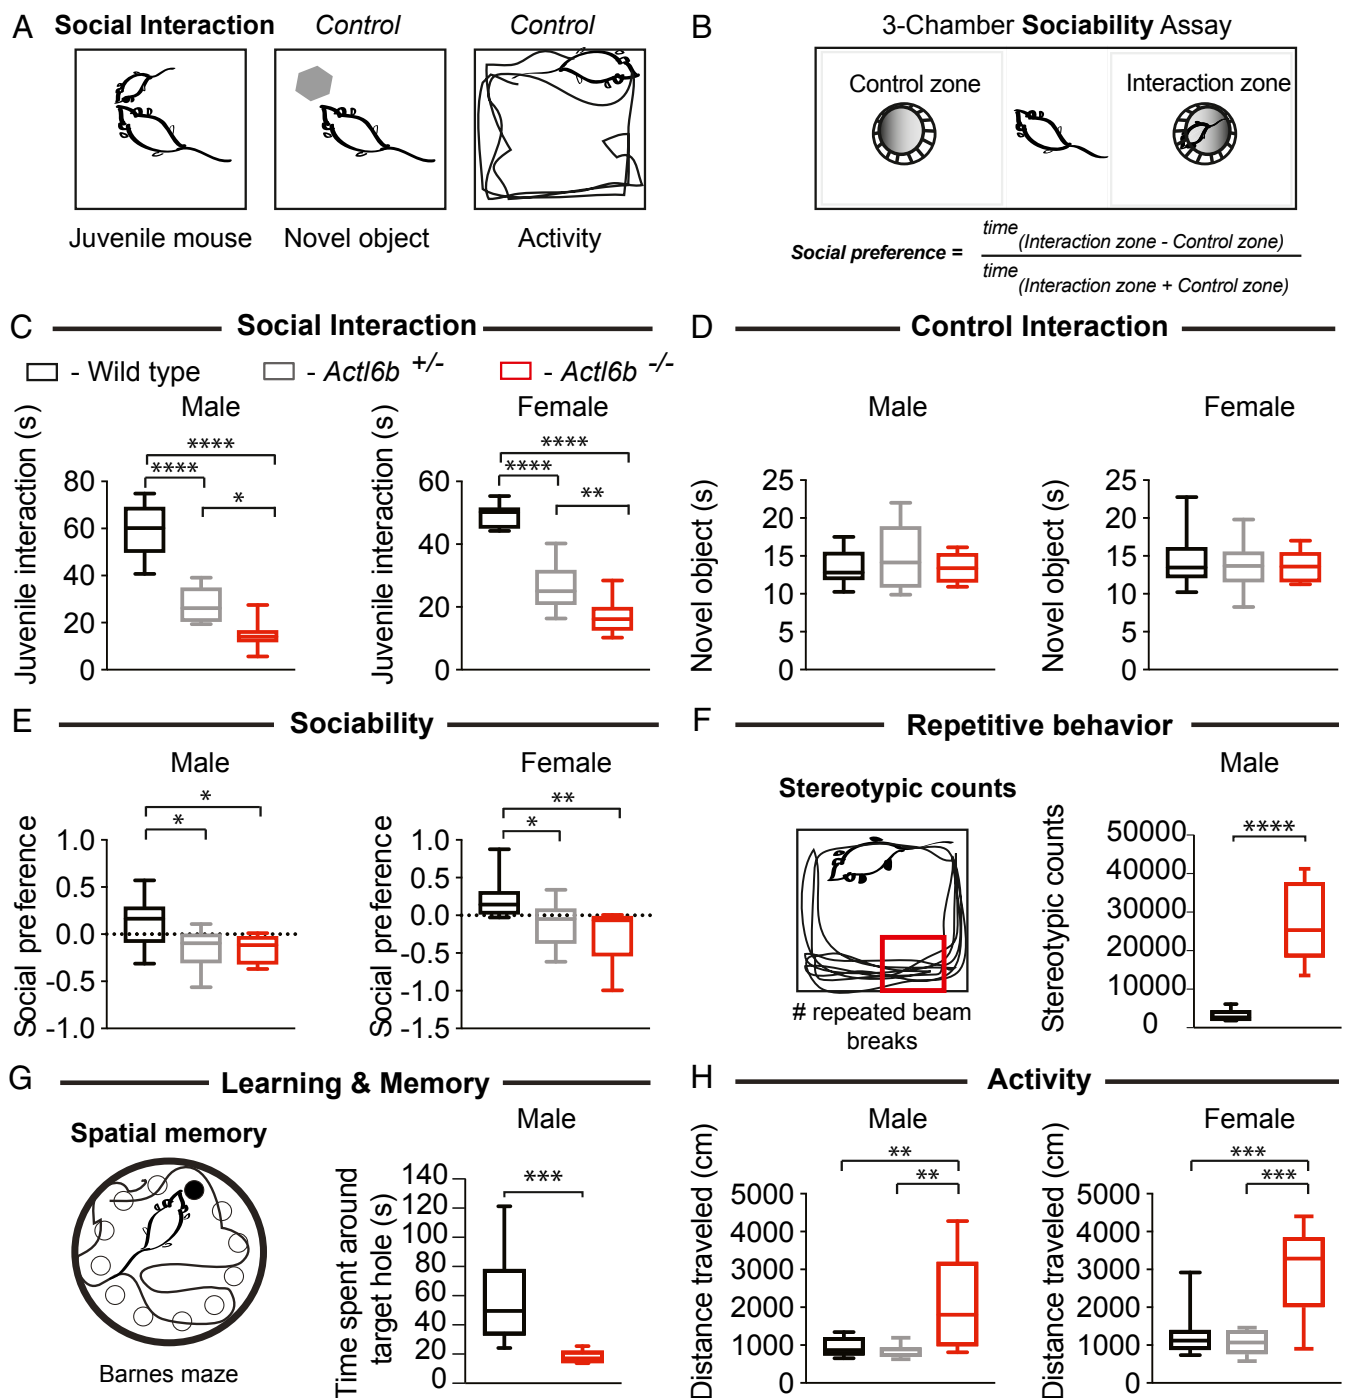 A Social Interaction Control Control
Juvenile mouse Novel object Activity
B 3-Chamber Sociability Assay
Control zone Interaction zone
Social preference = time(Interaction zone - Control zone)
time(Interaction zone + Control zone)
C Social Interaction
- Wild type - Actl6b +/- - Actl6b -/-
Male
Juvenile interaction (s)
80
60
40
20
0
****
****
*
Female
Juvenile interaction (s)
60
40
20
0
****
****
**
D Control Interaction
Male
Novel object (s)
25
20
15
10
5
0
Female
Novel object (s)
25
20
15
10
5
0
E Sociability
Male
Social preference
1.0
0.5
0.0
-0.5
-1.0
*
*
Female
Social preference
1.0
0.5
0.0
-0.5
-1.0
-1.5
**
*
F Repetitive behavior
Stereotypic counts
# repeated beam
breaks
Male
Stereotypic counts
50000
40000
30000
20000
10000
0
****
G Learning & Memory
Spatial memory
Barnes maze
Male
Time spent around
target hole (s)
140
120
100
80
60
40
20
0
***
H Activity
Male
Distance traveled (cm)
5000
4000
3000
2000
1000
0
**
**
Female
Distance traveled (cm)
5000
4000
3000
2000
1000
0
***
***